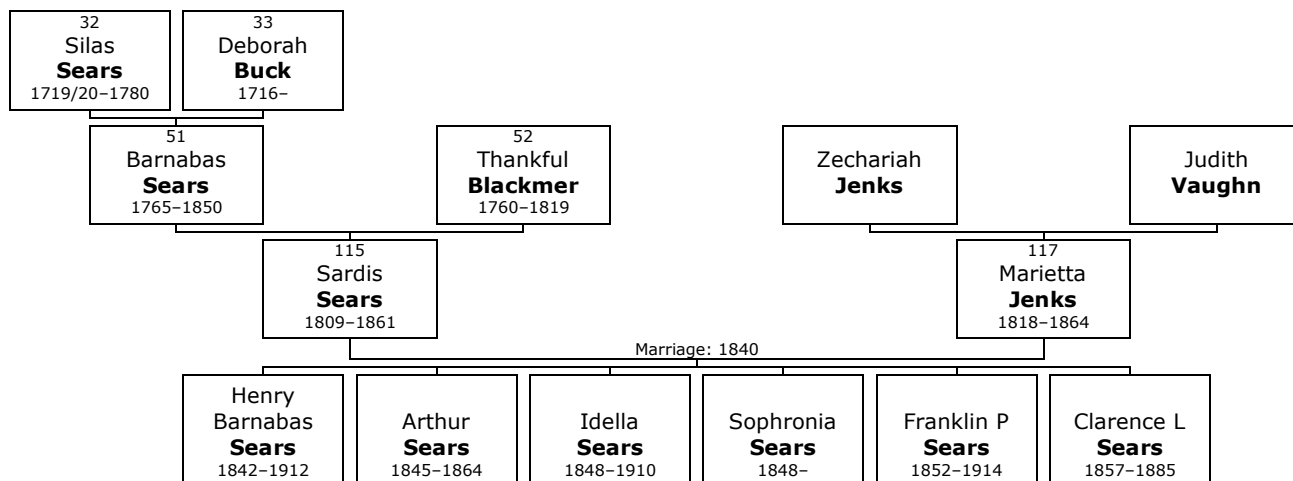 32
Silas
Sears
1719/20–1780
33
Deborah
Buck
1716–
51
Barnabas
Sears
1765–1850
52
Thankful
Blackmer
1760–1819
Zechariah
Jenks
Judith
Vaughn
115
Sardis
Sears
1809–1861
117
Marietta
Jenks
1818–1864
Marriage: 1840
Henry
Barnabas
Sears
1842–1912
Arthur
Sears
1845–1864
Idella
Sears
1848–1910
Sophronia
Sears
1848–
Franklin P
Sears
1852–1914
Clarence L
Sears
1857–1885